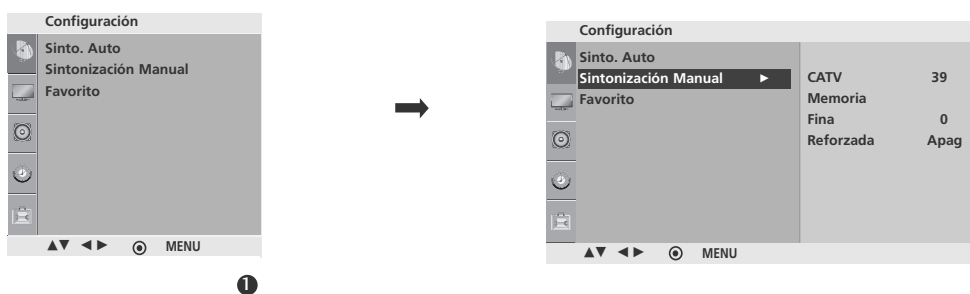 Configuración
Sinto. Auto
Sintonización Manual
Favorito
▲▼ ◄► ⦿ MENU
❶
➡
Configuración
Sinto. Auto
Sintonización Manual ►
Favorito
CATV 39
Memoria
Fina 0
Reforzada Apag
▲▼ ◄► ⦿ MENU